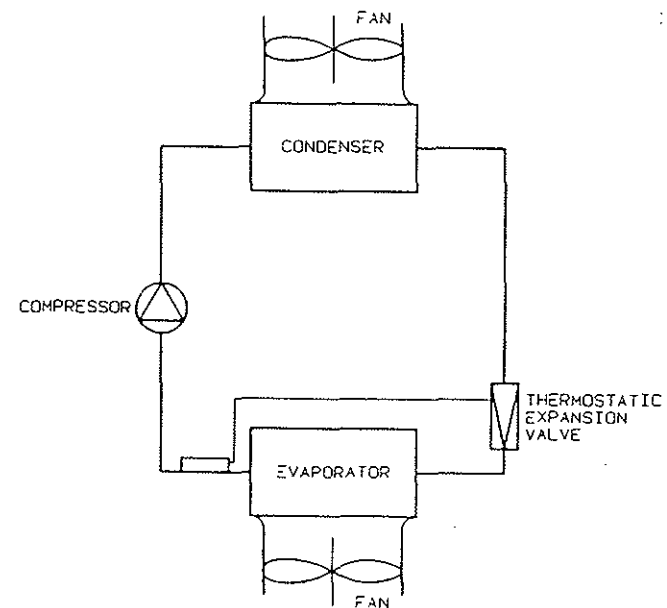 FAN
CONDENSER
COMPRESSOR
THERMOSTATIC
EXPANSION
VALVE
EVAPORATOR
FAN